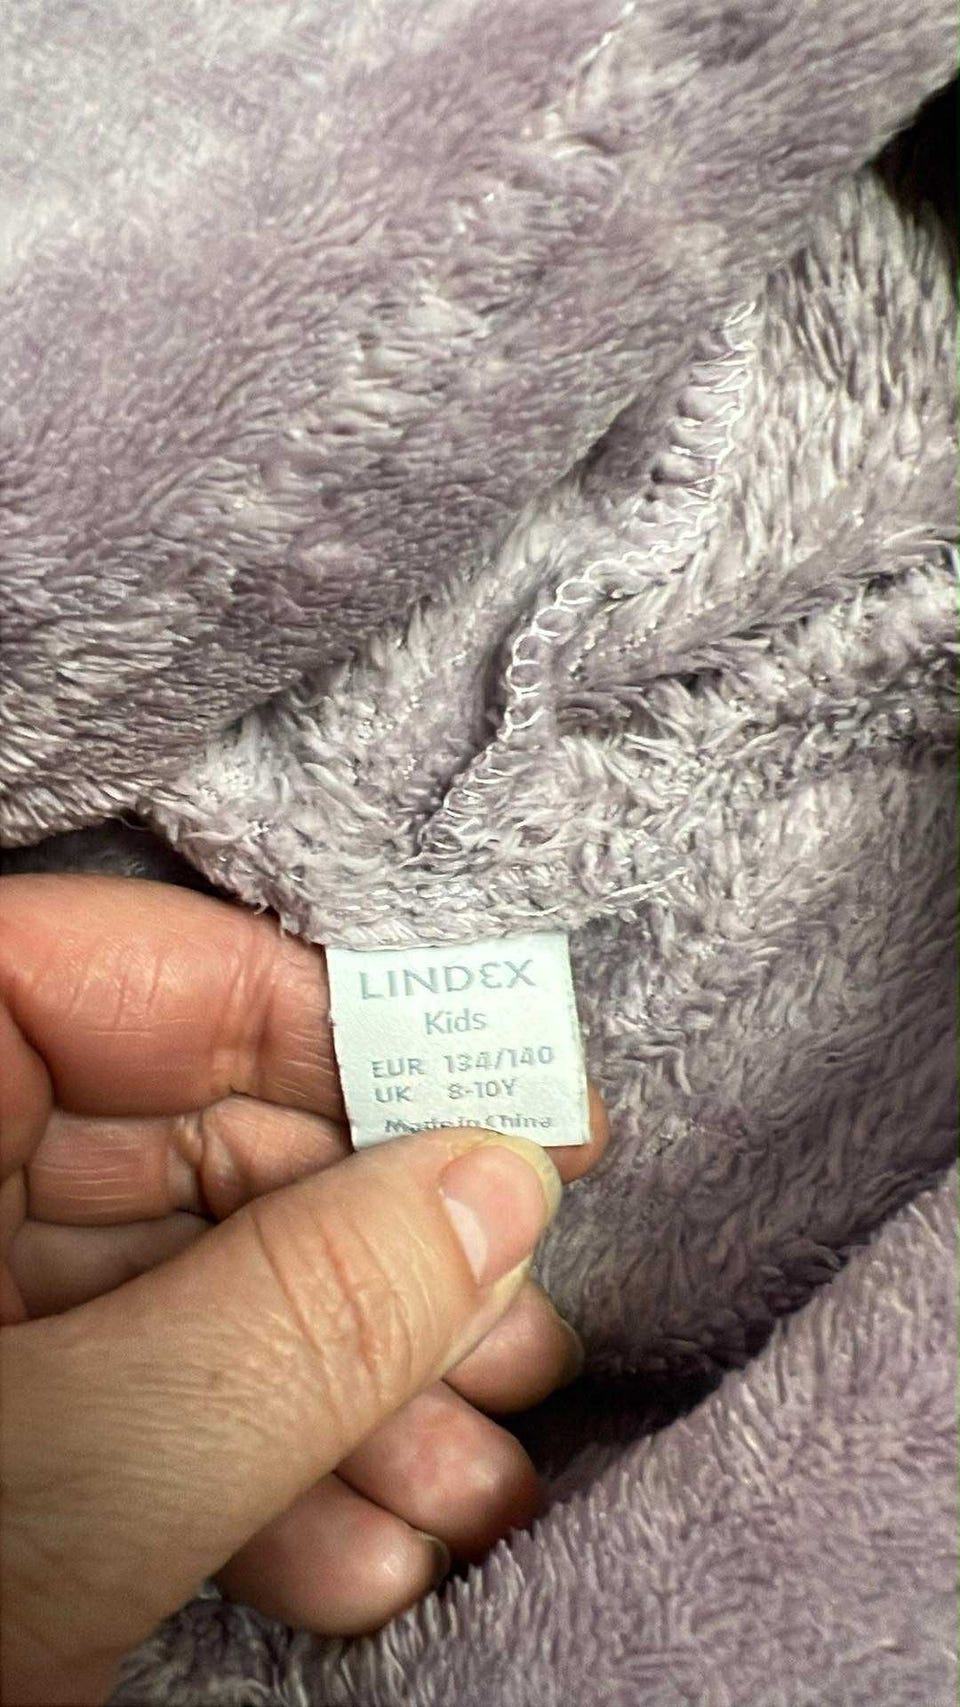 LINDEX
Kids
EUR 134/140
UK 8-10Y
Made in China